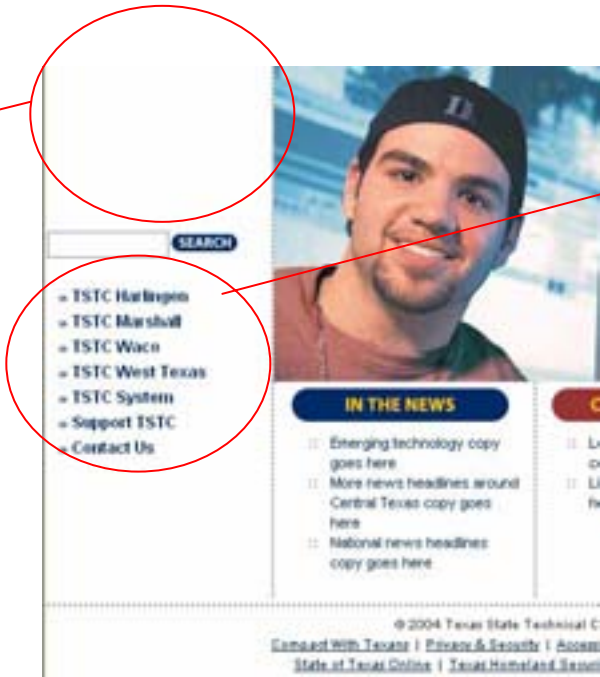 SEARCH
» TSTC Harlingen
» TSTC Marshall
» TSTC Waco
» TSTC West Texas
» TSTC System
» Support TSTC
» Contact Us
IN THE NEWS
:: Emerging technology copy
goes here
:: More news headlines around
Central Texas copy goes
here
:: National news headlines
copy goes here
© 2004 Texas State Technical C
Compact With Texans | Privacy & Security | Access
State of Texas Online | Texas Homeland Securi